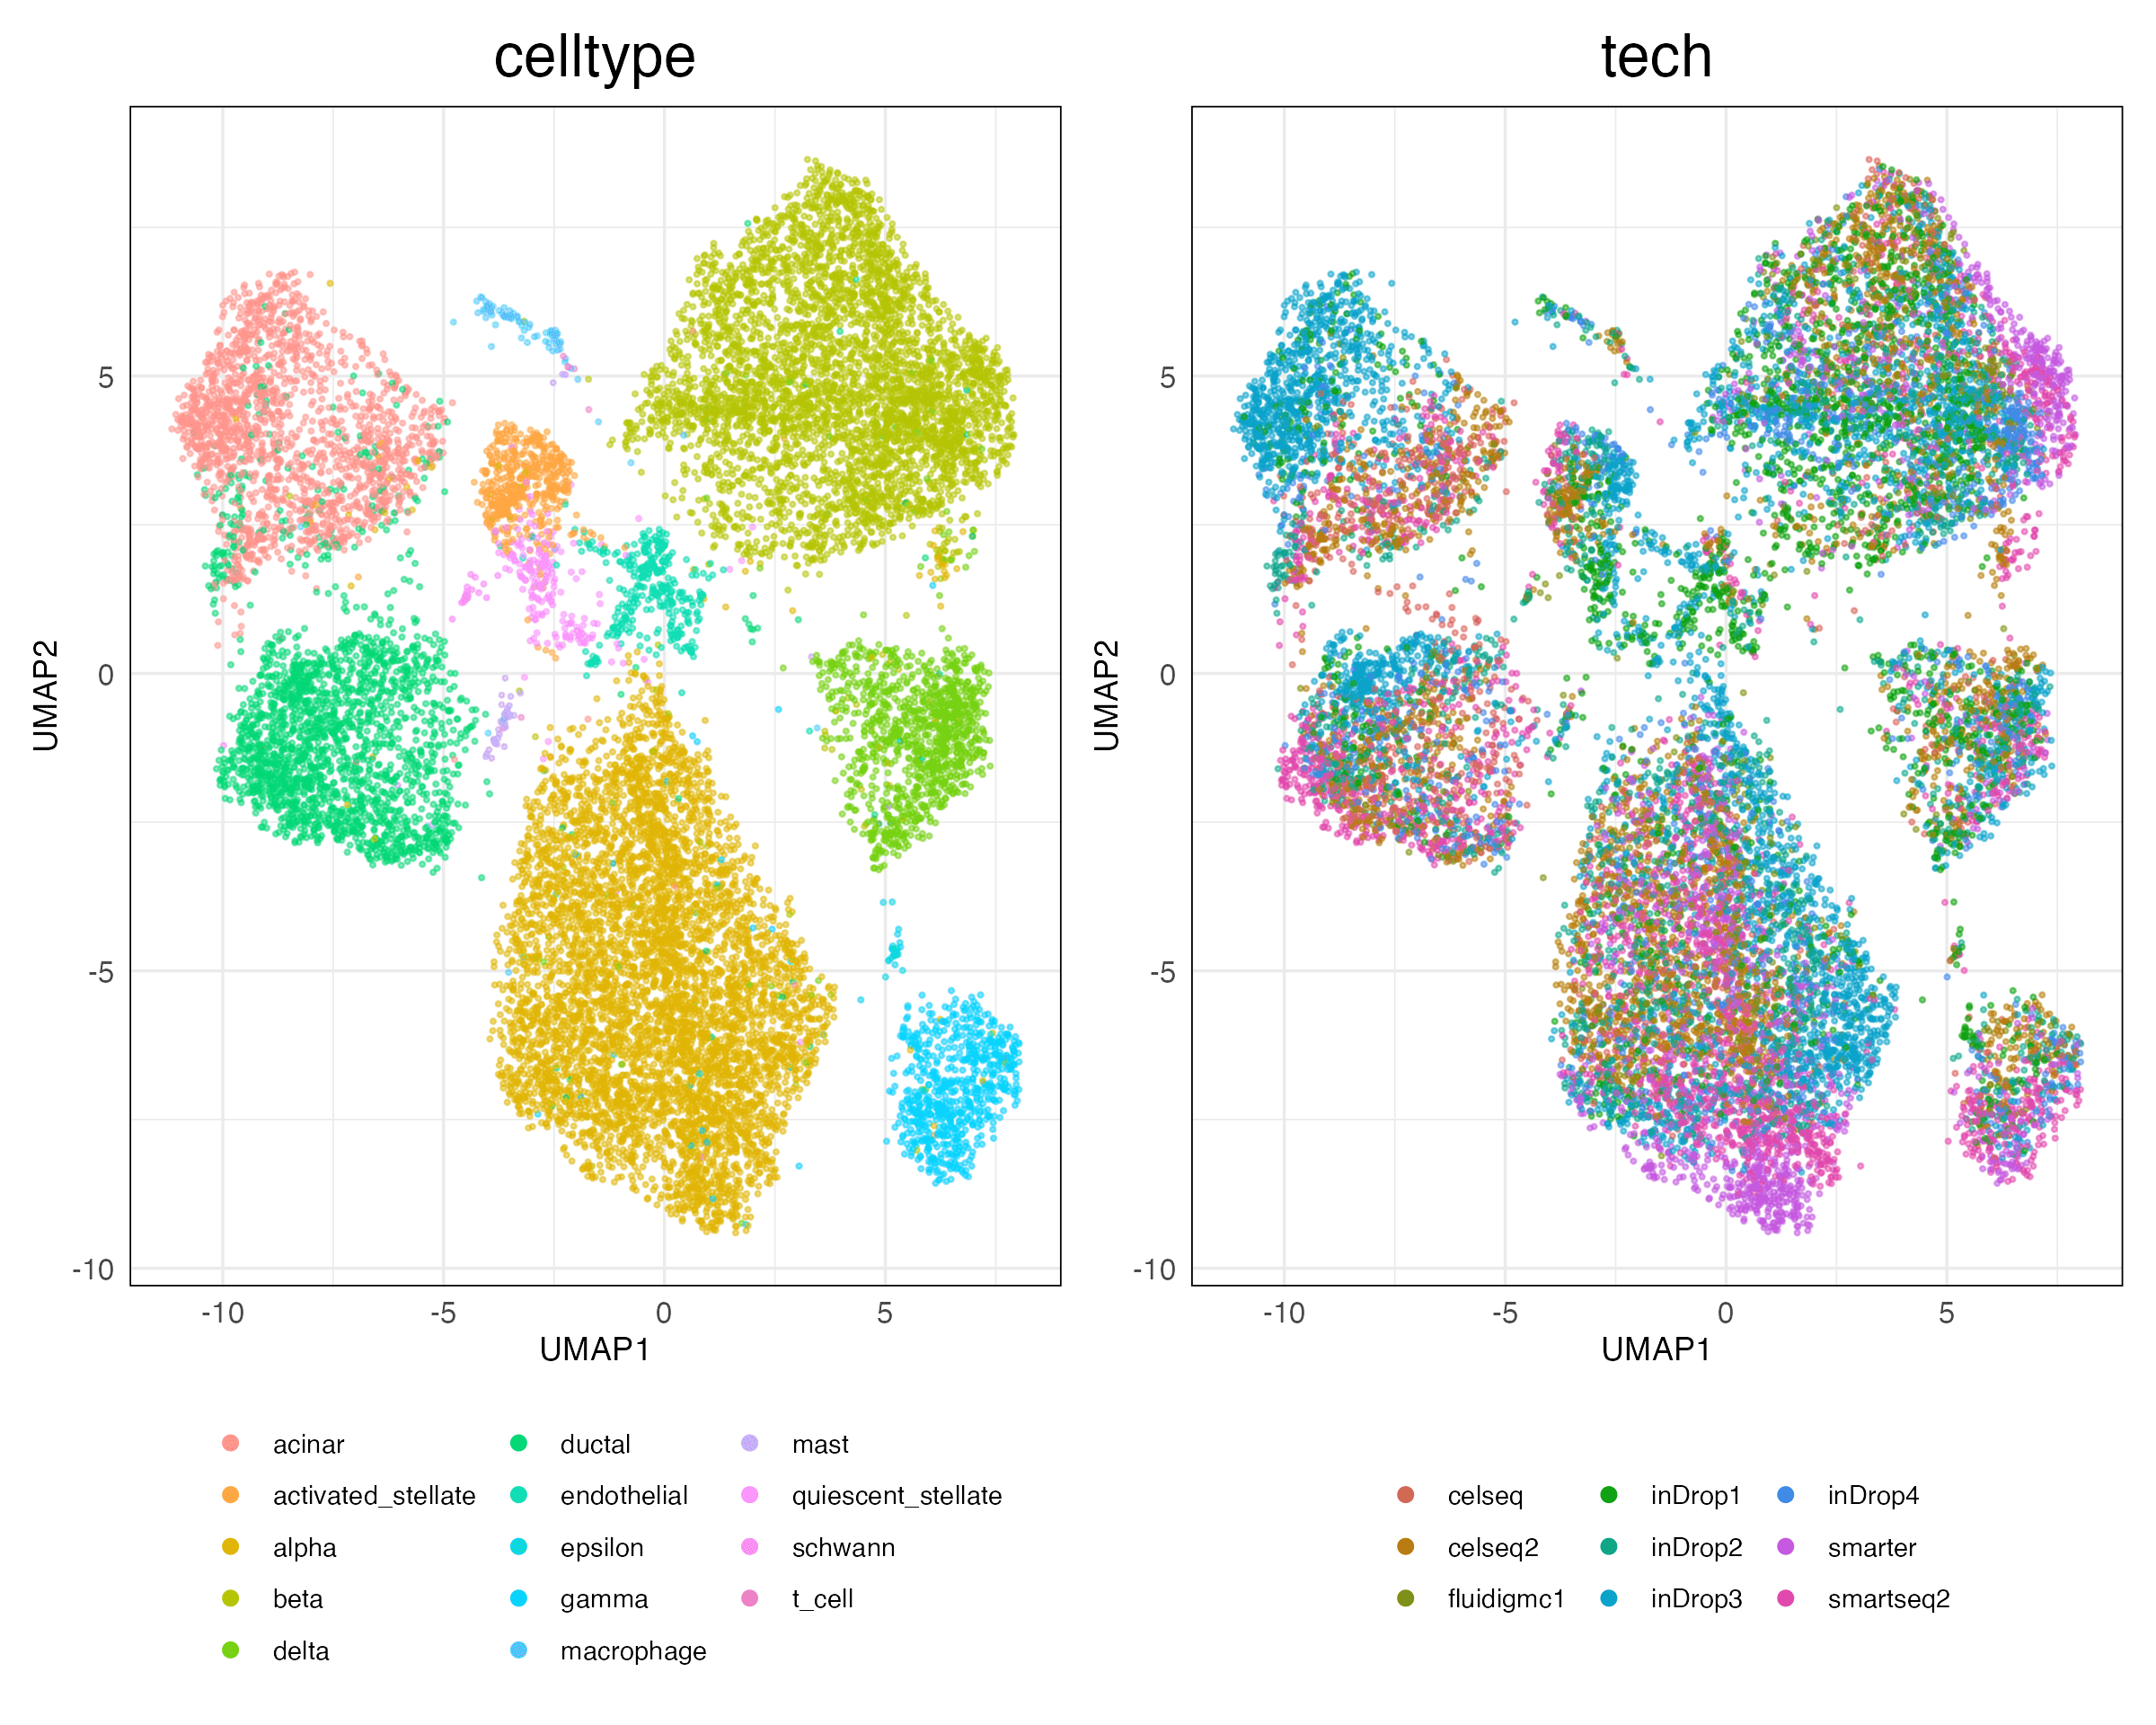 celltype
tech
UMAP2
5
0
-5
-10
-10
-5
0
5
UMAP1
UMAP2
5
0
-5
-10
-10
-5
0
5
UMAP1
acinar
activated_stellate
alpha
beta
delta
ductal
endothelial
epsilon
gamma
macrophage
mast
quiescent_stellate
schwann
t_cell
celseq
celseq2
fluidigmc1
inDrop1
inDrop2
inDrop3
inDrop4
smarter
smartseq2